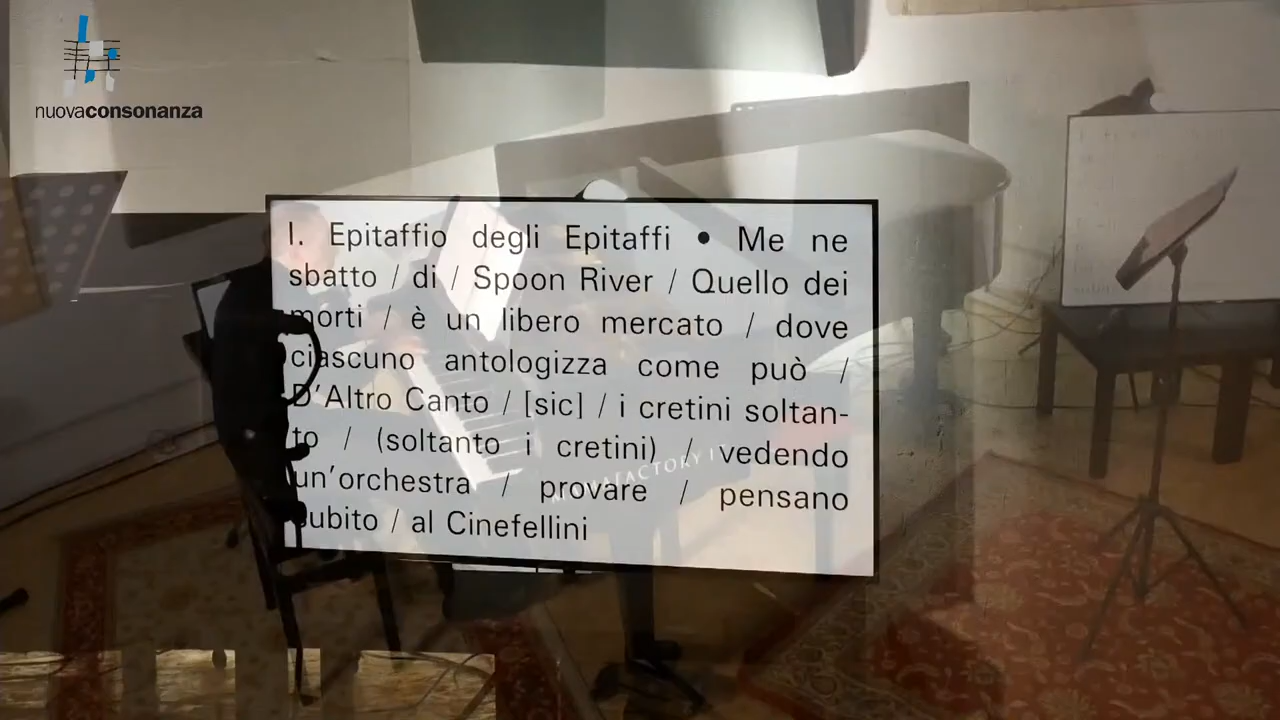 nuovaconsonanza
I. Epitaffio degli Epitaffi • Me ne
sbatto / di / Spoon River / Quello dei
morti / è un libero mercato / dove
ciascuno antologizza come può /
D'Altro Canto / [sic] / i cretini soltan-
to / (soltanto i cretini) / vedendo
un'orchestra / provare / pensano
subito / al Cinefellini